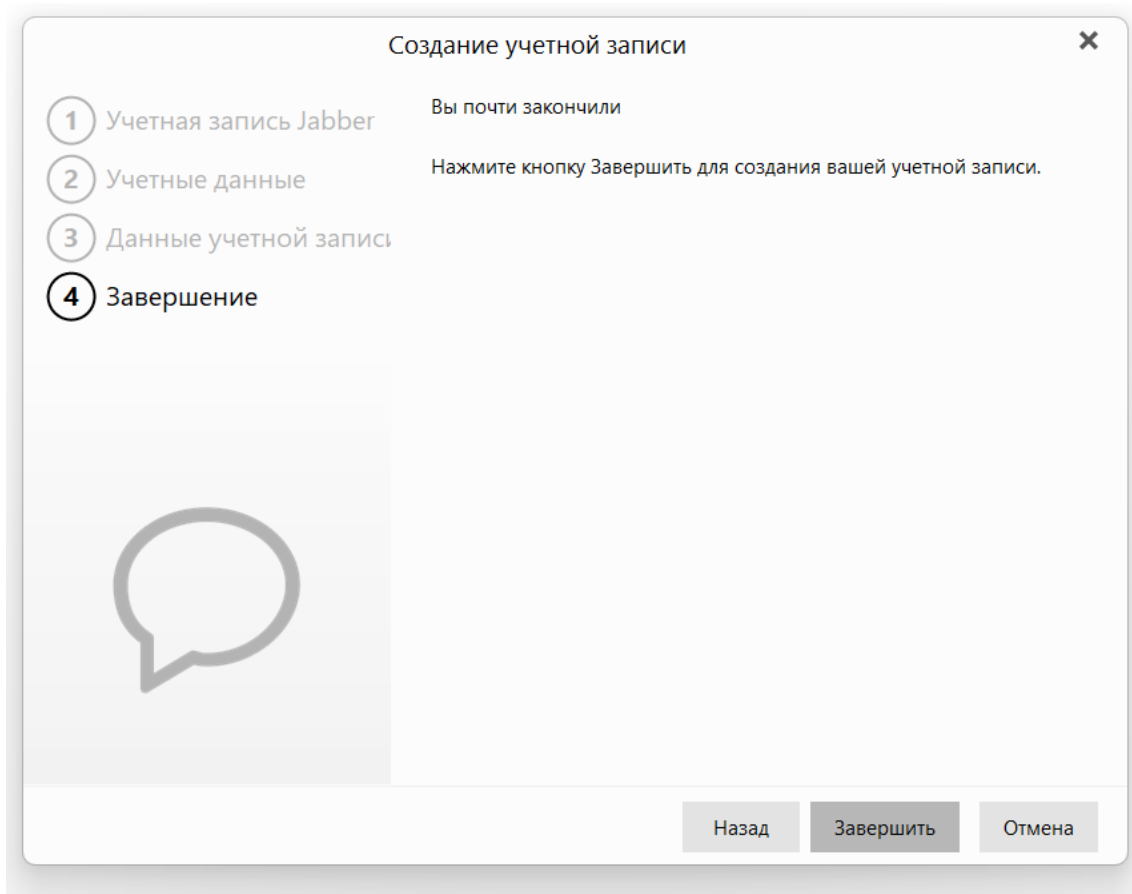 Создание учетной записи
1 Учетная запись Jabber
2 Учетные данные
3 Данные учетной запис
4 Завершение
Вы почти закончили
Нажмите кнопку Завершить для создания вашей учетной записи.
Назад
Завершить
Отмена